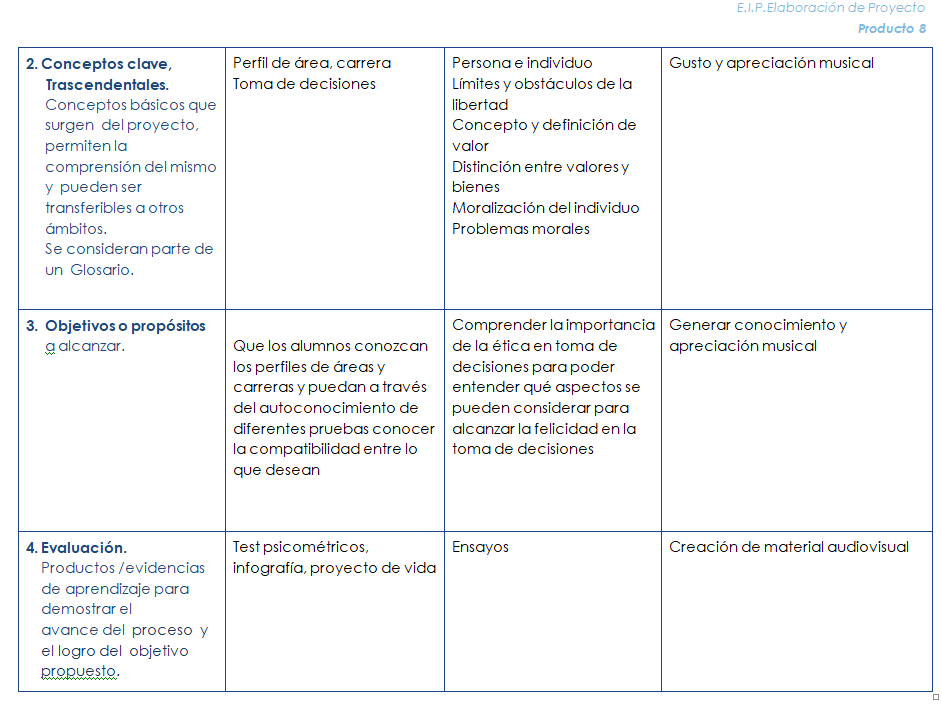 E.I.P.Elaboración de Proyecto
Producto 8
2. Conceptos clave,
Trascendentales.
Conceptos básicos que
surgen del proyecto,
permiten la
comprensión del mismo
y pueden ser
transferibles a otros
ámbitos.
Se consideran parte de
un Glosario.
Perfil de área, carrera
Toma de decisiones
Persona e individuo
Límites y obstáculos de la
libertad
Concepto y definición de
valor
Distinción entre valores y
bienes
Moralización del individuo
Problemas morales
Gusto y apreciación musical
3. Objetivos o propósitos
a alcanzar.
Que los alumnos conozcan
los perfiles de áreas y
carreras y puedan a través
del autoconocimiento de
diferentes pruebas conocer
la compatibilidad entre lo
que desean
Comprender la importancia
de la ética en toma de
decisiones para poder
entender qué aspectos se
pueden considerar para
alcanzar la felicidad en la
toma de decisiones
Generar conocimiento y
apreciación musical
4. Evaluación.
Productos /evidencias
de aprendizaje para
demostrar el
avance del proceso y
el logro del objetivo
propuesto.
Test psicométricos,
infografía, proyecto de vida
Ensayos
Creación de material audiovisual